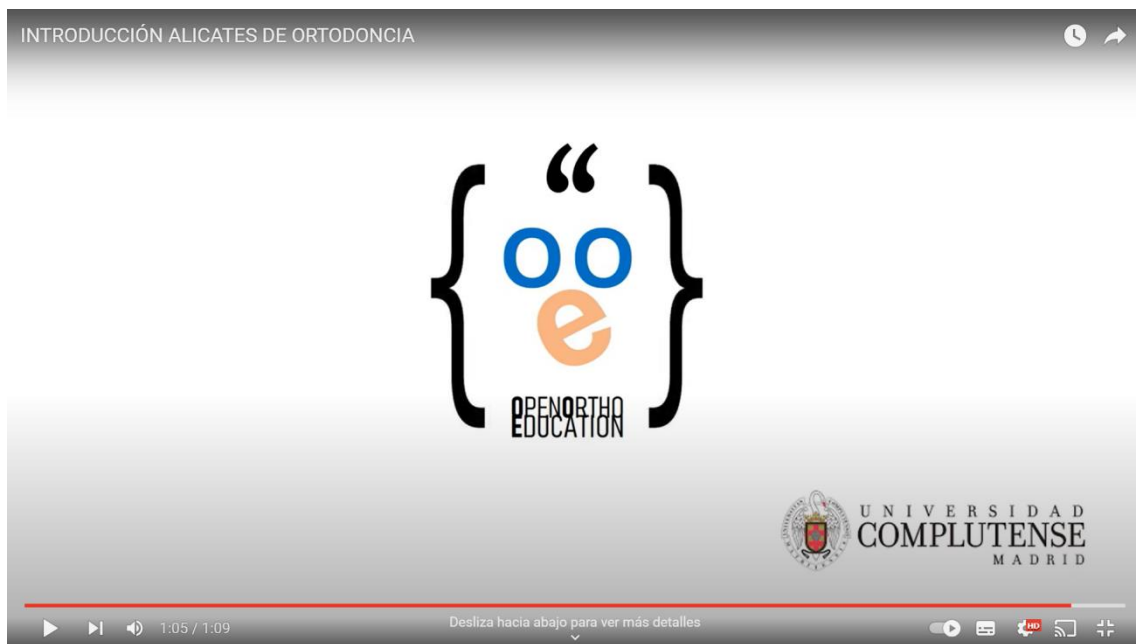 INTRODUCCIÓN ALICATES DE ORTODONCIA
“
OO
e
OPENORTHO
EDUCATION
UNIVERSIDAD
COMPLUTENSE
MADRID
1:05 / 1:09
Desliza hacia abajo para ver más detalles
HD